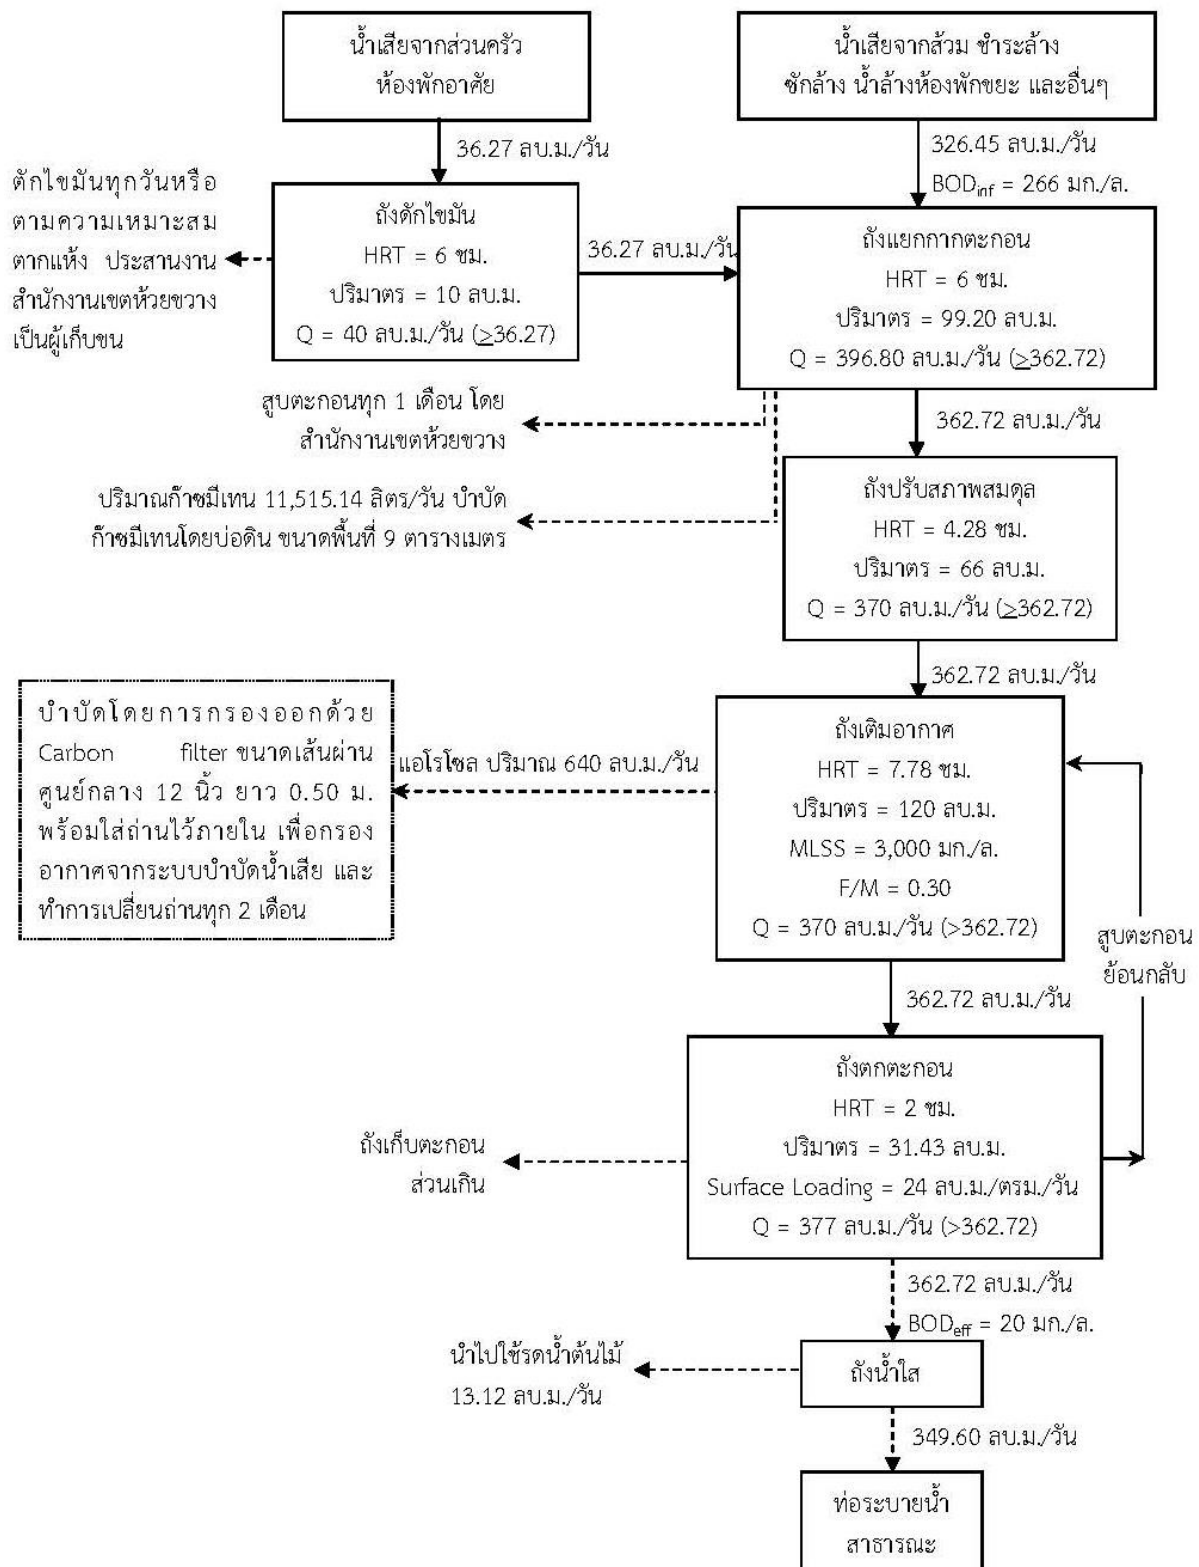 น้ำเสียจากส่วนครัว
ห้องพักอาศัย
น้ำเสียจากส้วม ชำระล้าง
ซักล้าง น้ำล้างห้องพักขยะ และอื่นๆ
36.27 ลบ.ม./วัน
326.45 ลบ.ม./วัน
BODinf = 266 มก./ล.
ตักไขมันทุกวันหรือ
ตามความเหมาะสม
ตากแห้ง ประสานงาน
สำนักงานเขตห้วยขวาง
เป็นผู้เก็บขน
ถังดักไขมัน
HRT = 6 ชม.
ปริมาตร = 10 ลบ.ม.
Q = 40 ลบ.ม./วัน (≥36.27)
36.27 ลบ.ม./วัน
ถังแยกกากตะกอน
HRT = 6 ชม.
ปริมาตร = 99.20 ลบ.ม.
Q = 396.80 ลบ.ม./วัน (≥362.72)
สูบตะกอนทุก 1 เดือน โดย
สำนักงานเขตห้วยขวาง
362.72 ลบ.ม./วัน
ปริมาณก๊าซมีเทน 11,515.14 ลิตร/วัน บำบัด
ก๊าซมีเทนโดยบ่อดิน ขนาดพื้นที่ 9 ตารางเมตร
ถังปรับสภาพสมดุล
HRT = 4.28 ชม.
ปริมาตร = 66 ลบ.ม.
Q = 370 ลบ.ม./วัน (≥362.72)
362.72 ลบ.ม./วัน
บำบัดโดยการกรองออกด้วย
Carbon filter ขนาดเส้นผ่าน
ศูนย์กลาง 12 นิ้ว ยาว 0.50 ม.
พร้อมใส่ถ่านไว้ภายใน เพื่อกรอง
อากาศจากระบบบำบัดน้ำเสีย และ
ทำการเปลี่ยนถ่านทุก 2 เดือน
แอโรโซล ปริมาณ 640 ลบ.ม./วัน
ถังเติมอากาศ
HRT = 7.78 ชม.
ปริมาตร = 120 ลบ.ม.
MLSS = 3,000 มก./ล.
F/M = 0.30
Q = 370 ลบ.ม./วัน (>362.72)
สูบตะกอน
ย้อนกลับ
362.72 ลบ.ม./วัน
ถังตกตะกอน
HRT = 2 ชม.
ปริมาตร = 31.43 ลบ.ม.
Surface Loading = 24 ลบ.ม./ตรม./วัน
Q = 377 ลบ.ม./วัน (>362.72)
ถังเก็บตะกอน
ส่วนเกิน
362.72 ลบ.ม./วัน
BODeff = 20 มก./ล.
นำไปใช้รดน้ำต้นไม้
13.12 ลบ.ม./วัน
ถังน้ำใส
349.60 ลบ.ม./วัน
ท่อระบายน้ำ
สาธารณะ